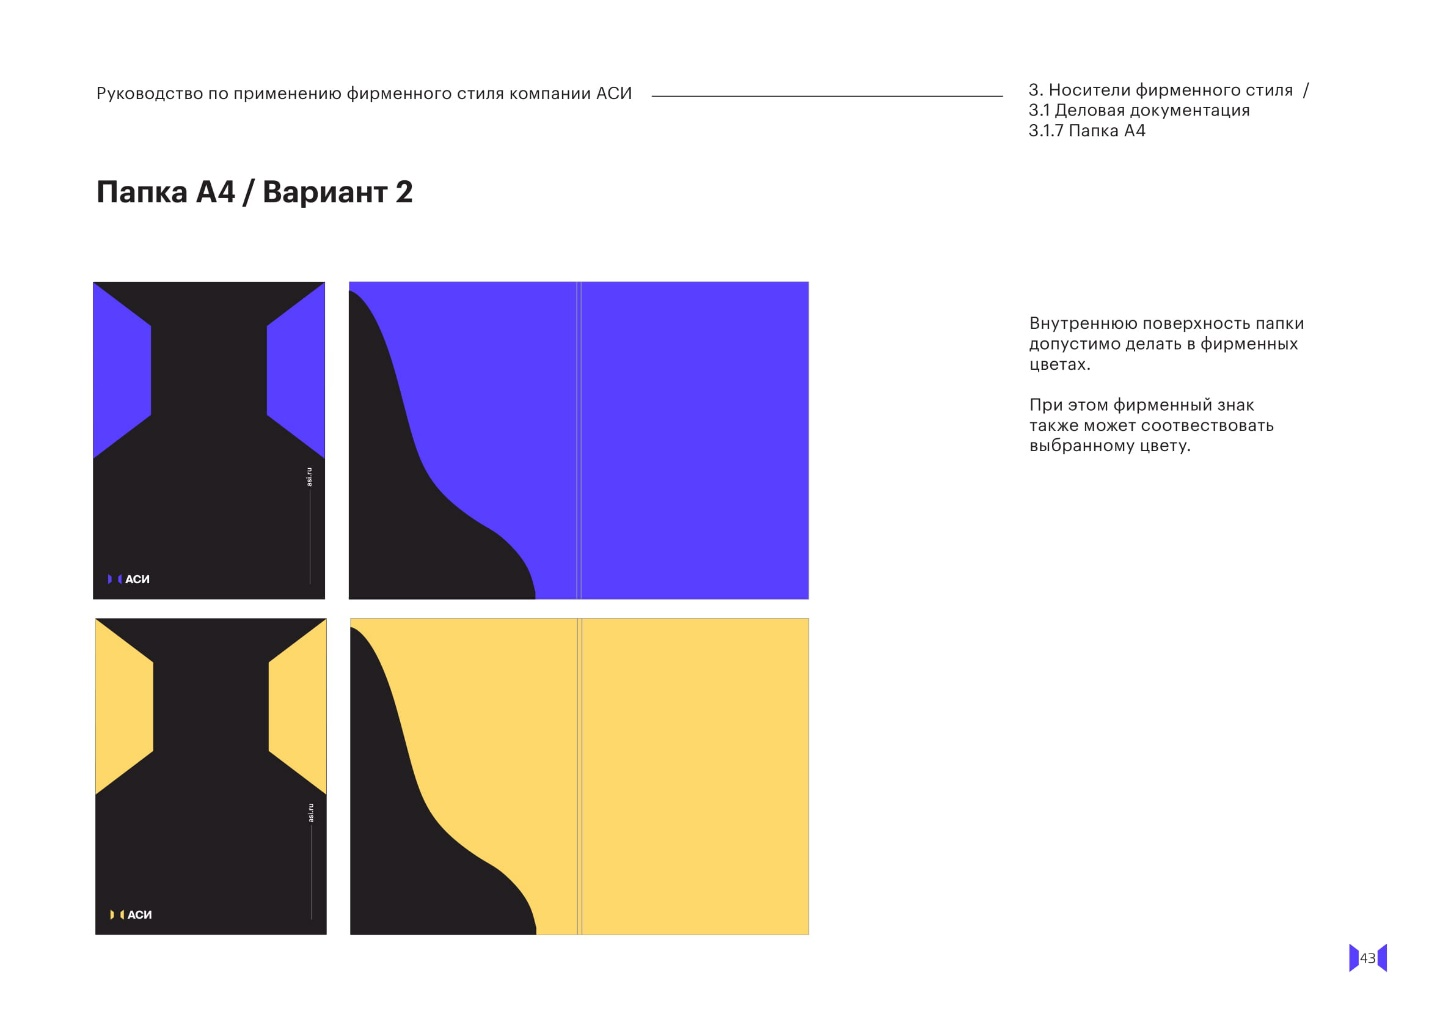 Руководство по применению фирменного стиля компании АСИ
3. Носители фирменного стиля /
3.1 Деловая документация
3.1.7 Папка А4
Папка А4 / Вариант 2
Внутреннюю поверхность папки
допустимо делать в фирменных
цветах.
При этом фирменный знак
также может соотвествовать
выбранному цвету.
asi.ru
АСИ
asi.ru
АСИ
43